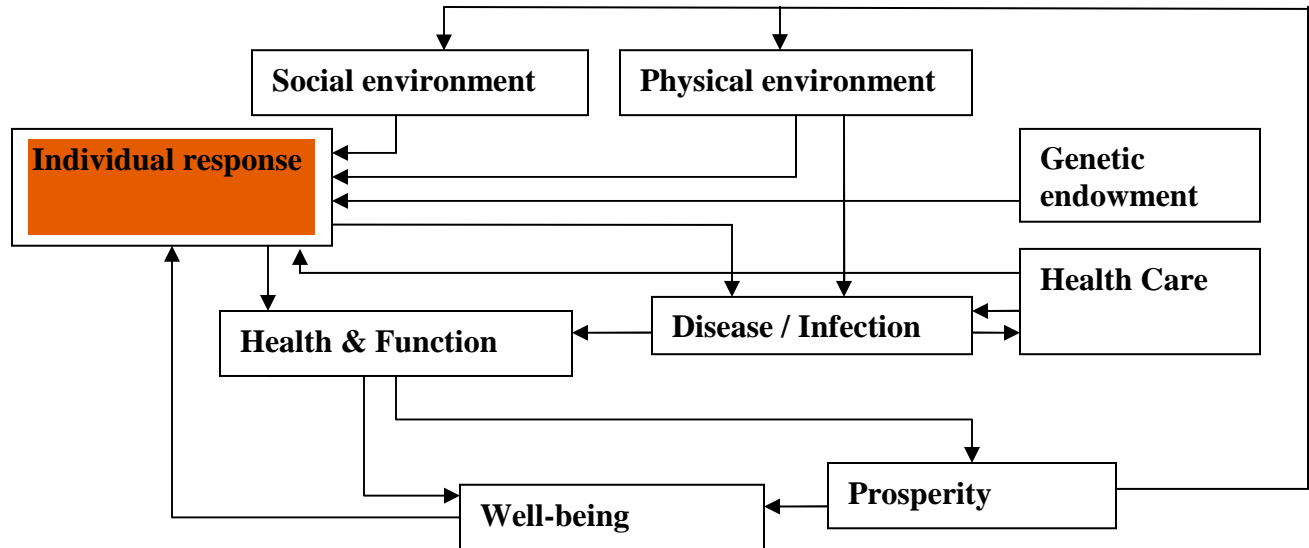 Social environment
Physical environment
Individual response
Genetic
endowment
Health Care
Disease / Infection
Health & Function
Prosperity
Well-being